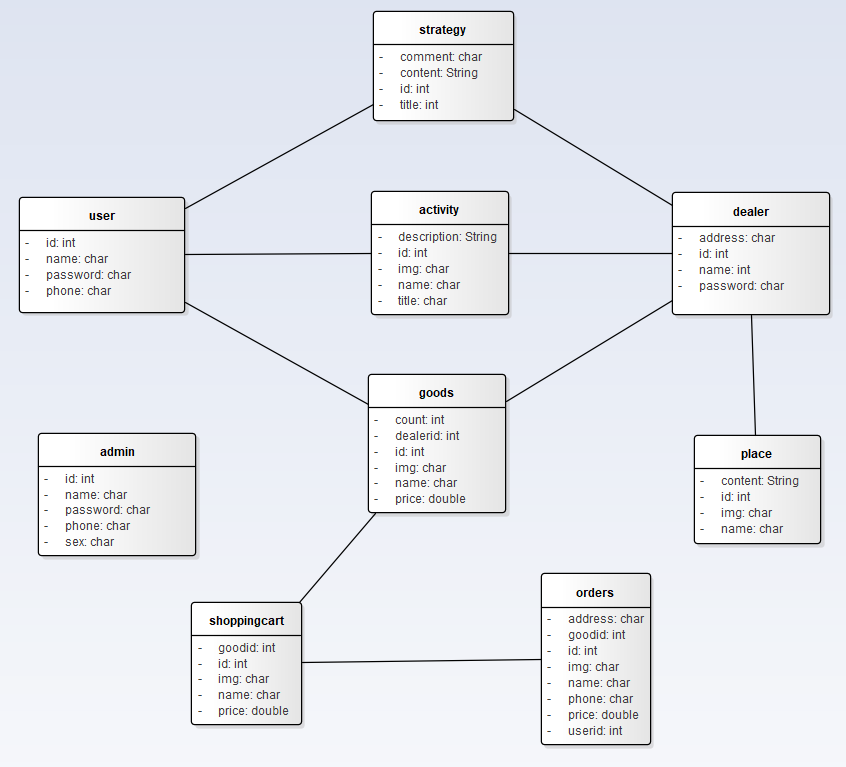 strategy
- comment: char
- content: String
- id: int
- title: int
user
- id: int
- name: char
- password: char
- phone: char
activity
- description: String
- id: int
- img: char
- name: char
- title: char
dealer
- address: char
- id: int
- name: int
- password: char
goods
- count: int
- dealerid: int
- id: int
- img: char
- name: char
- price: double
admin
- id: int
- name: char
- password: char
- phone: char
- sex: char
place
- content: String
- id: int
- img: char
- name: char
shoppingcart
- goodid: int
- id: int
- img: char
- name: char
- price: double
orders
- address: char
- goodid: int
- id: int
- img: char
- name: char
- phone: char
- price: double
- userid: int